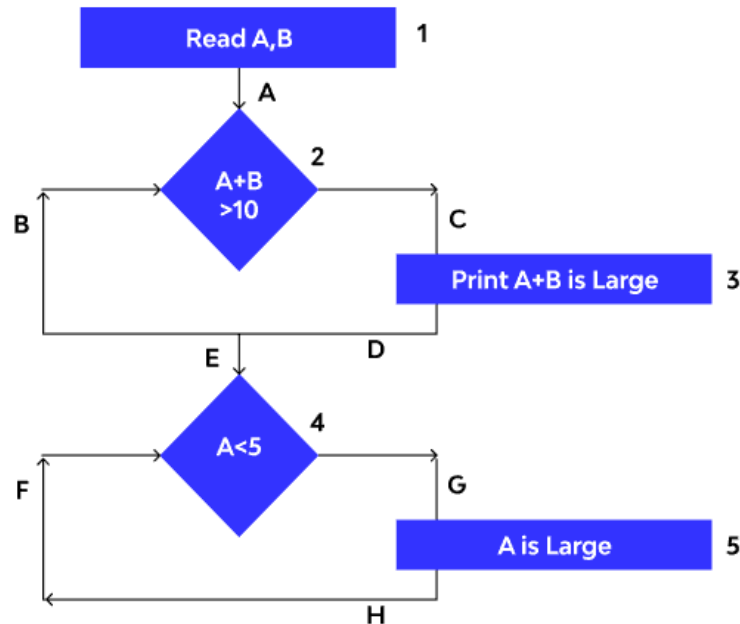 Read A,B
1
A
2
A+B
>10
B
C
Print A+B is Large
3
D
E
4
A<5
F
G
A is Large
5
H